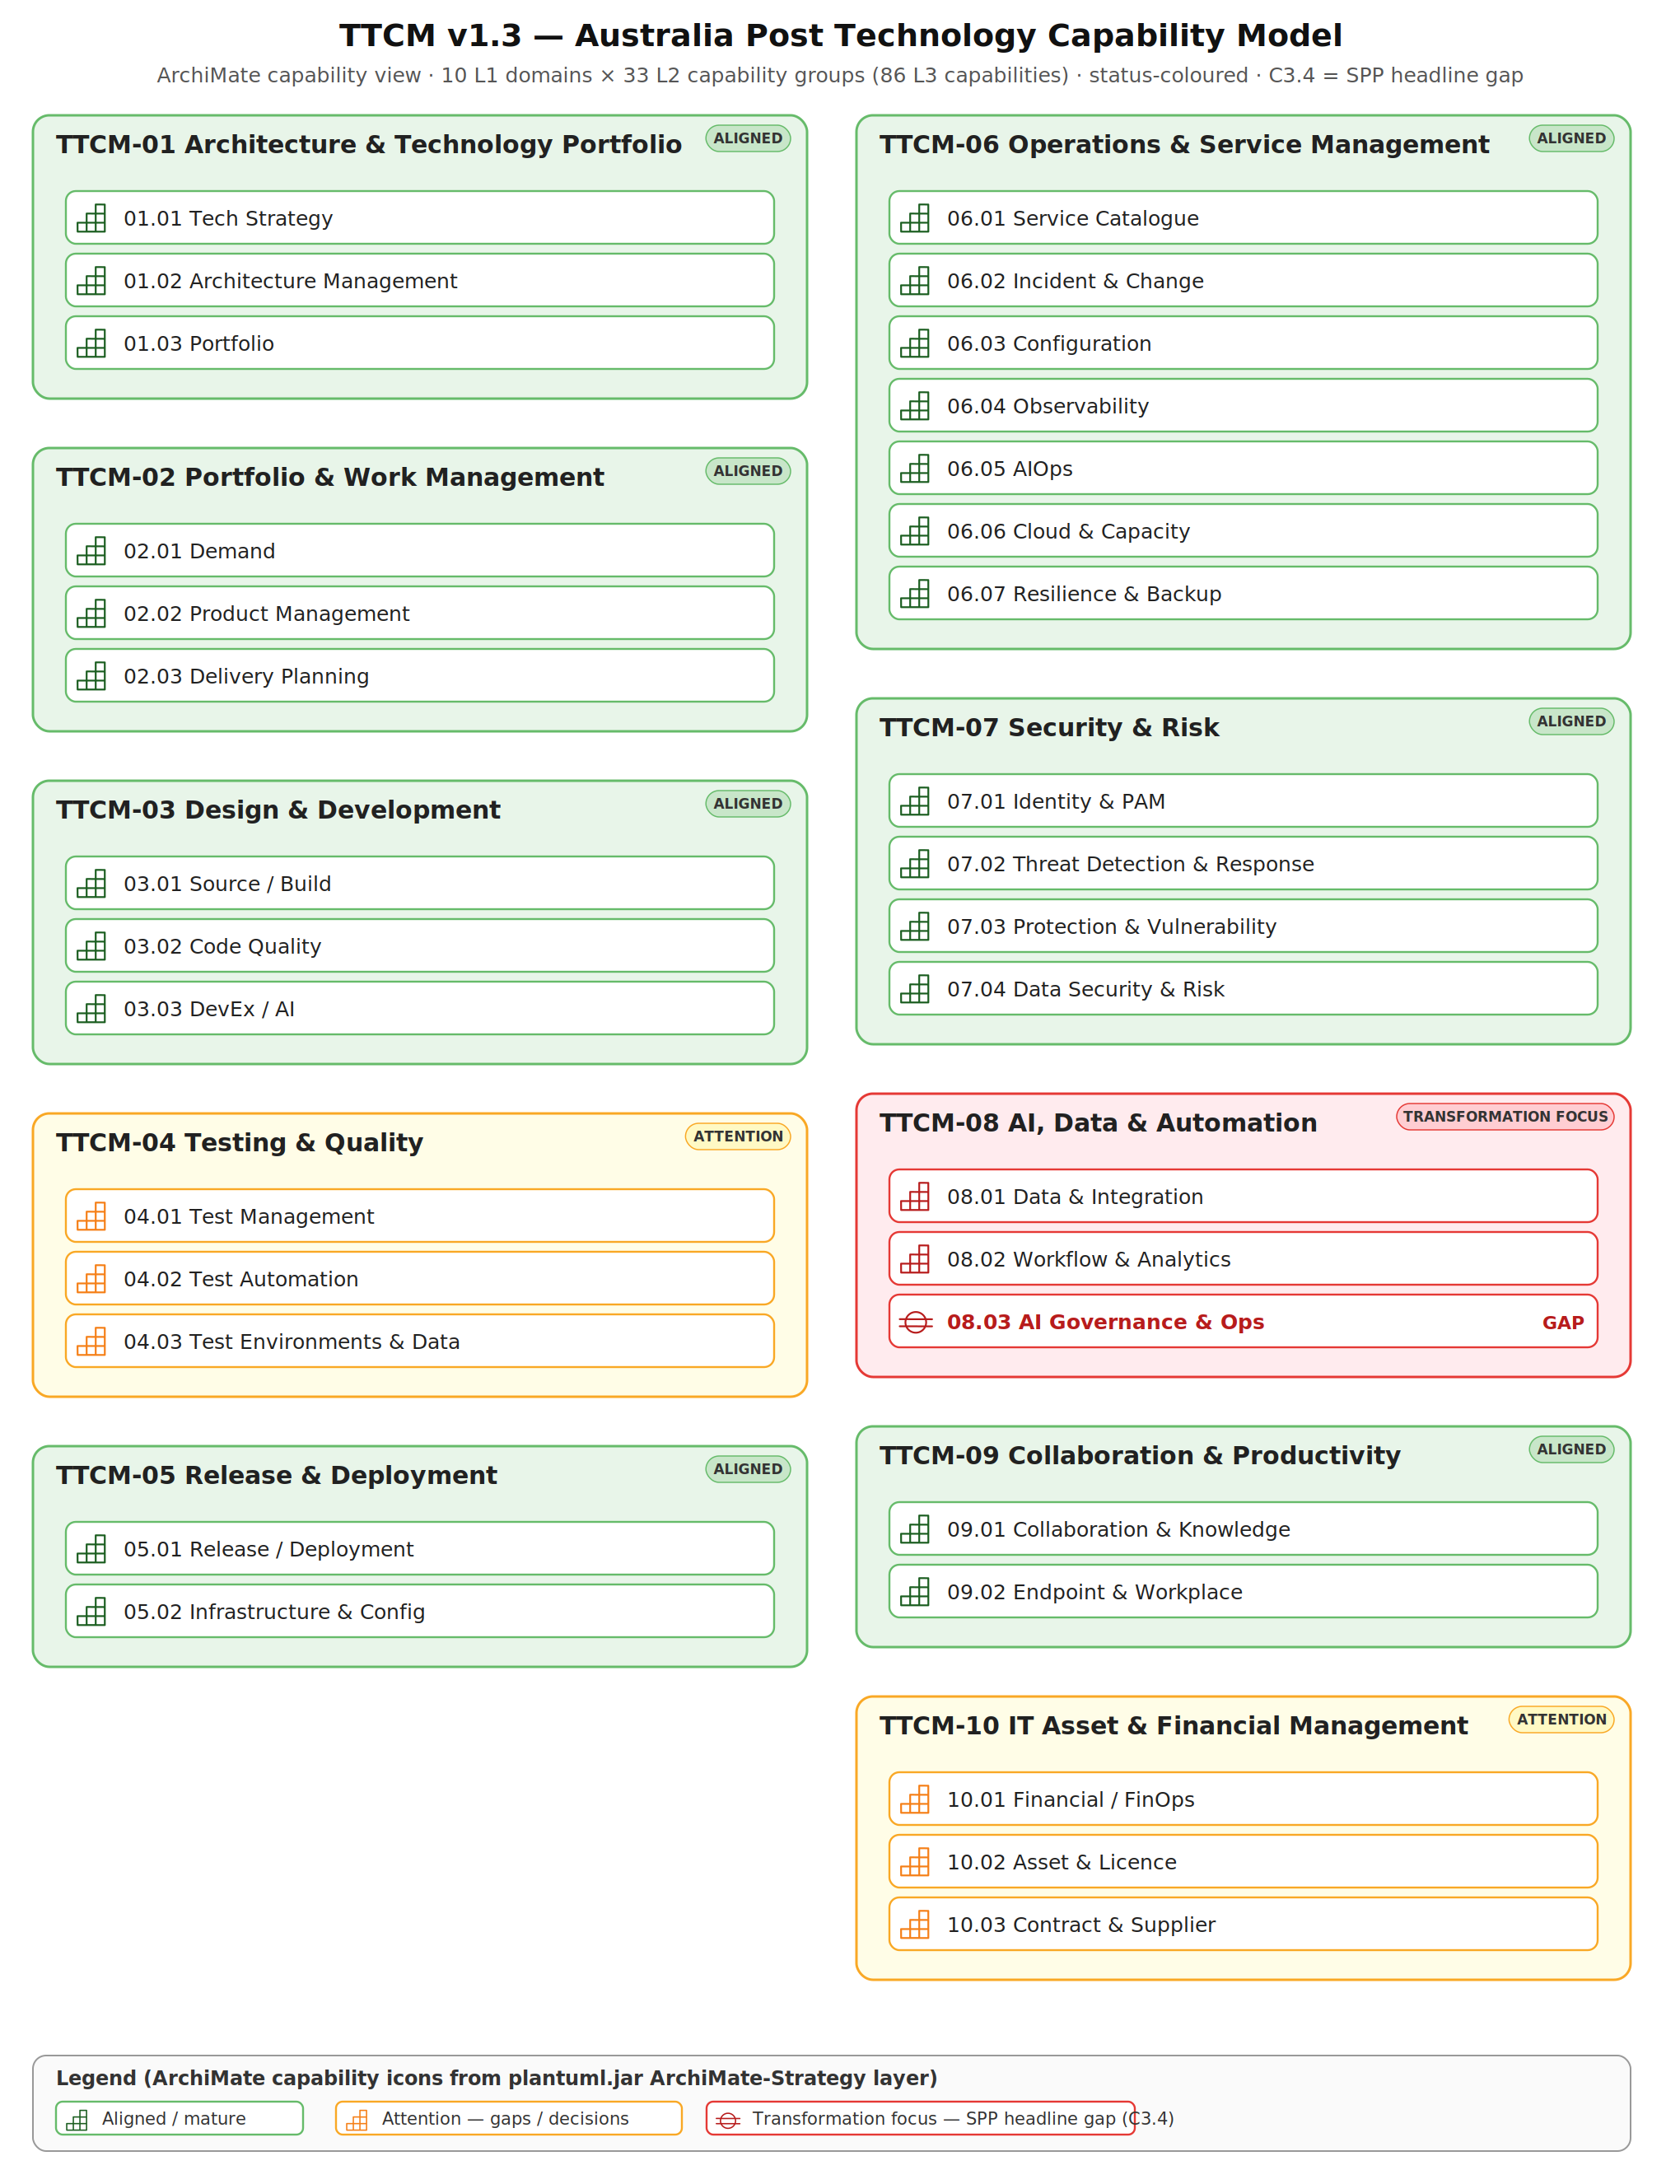 TTCM v1.3 — Australia Post Technology Capability Model
ArchiMate capability view · 10 L1 domains × 33 L2 capability groups (86 L3 capabilities) · status-coloured · C3.4 = SPP headline gap
TTCM-01 Architecture & Technology Portfolio
ALIGNED
01.01 Tech Strategy
01.02 Architecture Management
01.03 Portfolio
TTCM-02 Portfolio & Work Management
ALIGNED
02.01 Demand
02.02 Product Management
02.03 Delivery Planning
TTCM-03 Design & Development
ALIGNED
03.01 Source / Build
03.02 Code Quality
03.03 DevEx / AI
TTCM-04 Testing & Quality
ATTENTION
04.01 Test Management
04.02 Test Automation
04.03 Test Environments & Data
TTCM-05 Release & Deployment
ALIGNED
05.01 Release / Deployment
05.02 Infrastructure & Config
TTCM-06 Operations & Service Management
ALIGNED
06.01 Service Catalogue
06.02 Incident & Change
06.03 Configuration
06.04 Observability
06.05 AIOps
06.06 Cloud & Capacity
06.07 Resilience & Backup
TTCM-07 Security & Risk
ALIGNED
07.01 Identity & PAM
07.02 Threat Detection & Response
07.03 Protection & Vulnerability
07.04 Data Security & Risk
TTCM-08 AI, Data & Automation
TRANSFORMATION FOCUS
08.01 Data & Integration
08.02 Workflow & Analytics
08.03 AI Governance & Ops
GAP
TTCM-09 Collaboration & Productivity
ALIGNED
09.01 Collaboration & Knowledge
09.02 Endpoint & Workplace
TTCM-10 IT Asset & Financial Management
ATTENTION
10.01 Financial / FinOps
10.02 Asset & Licence
10.03 Contract & Supplier
Legend (ArchiMate capability icons from plantuml.jar ArchiMate-Strategy layer)
Aligned / mature
Attention — gaps / decisions
Transformation focus — SPP headline gap (C3.4)